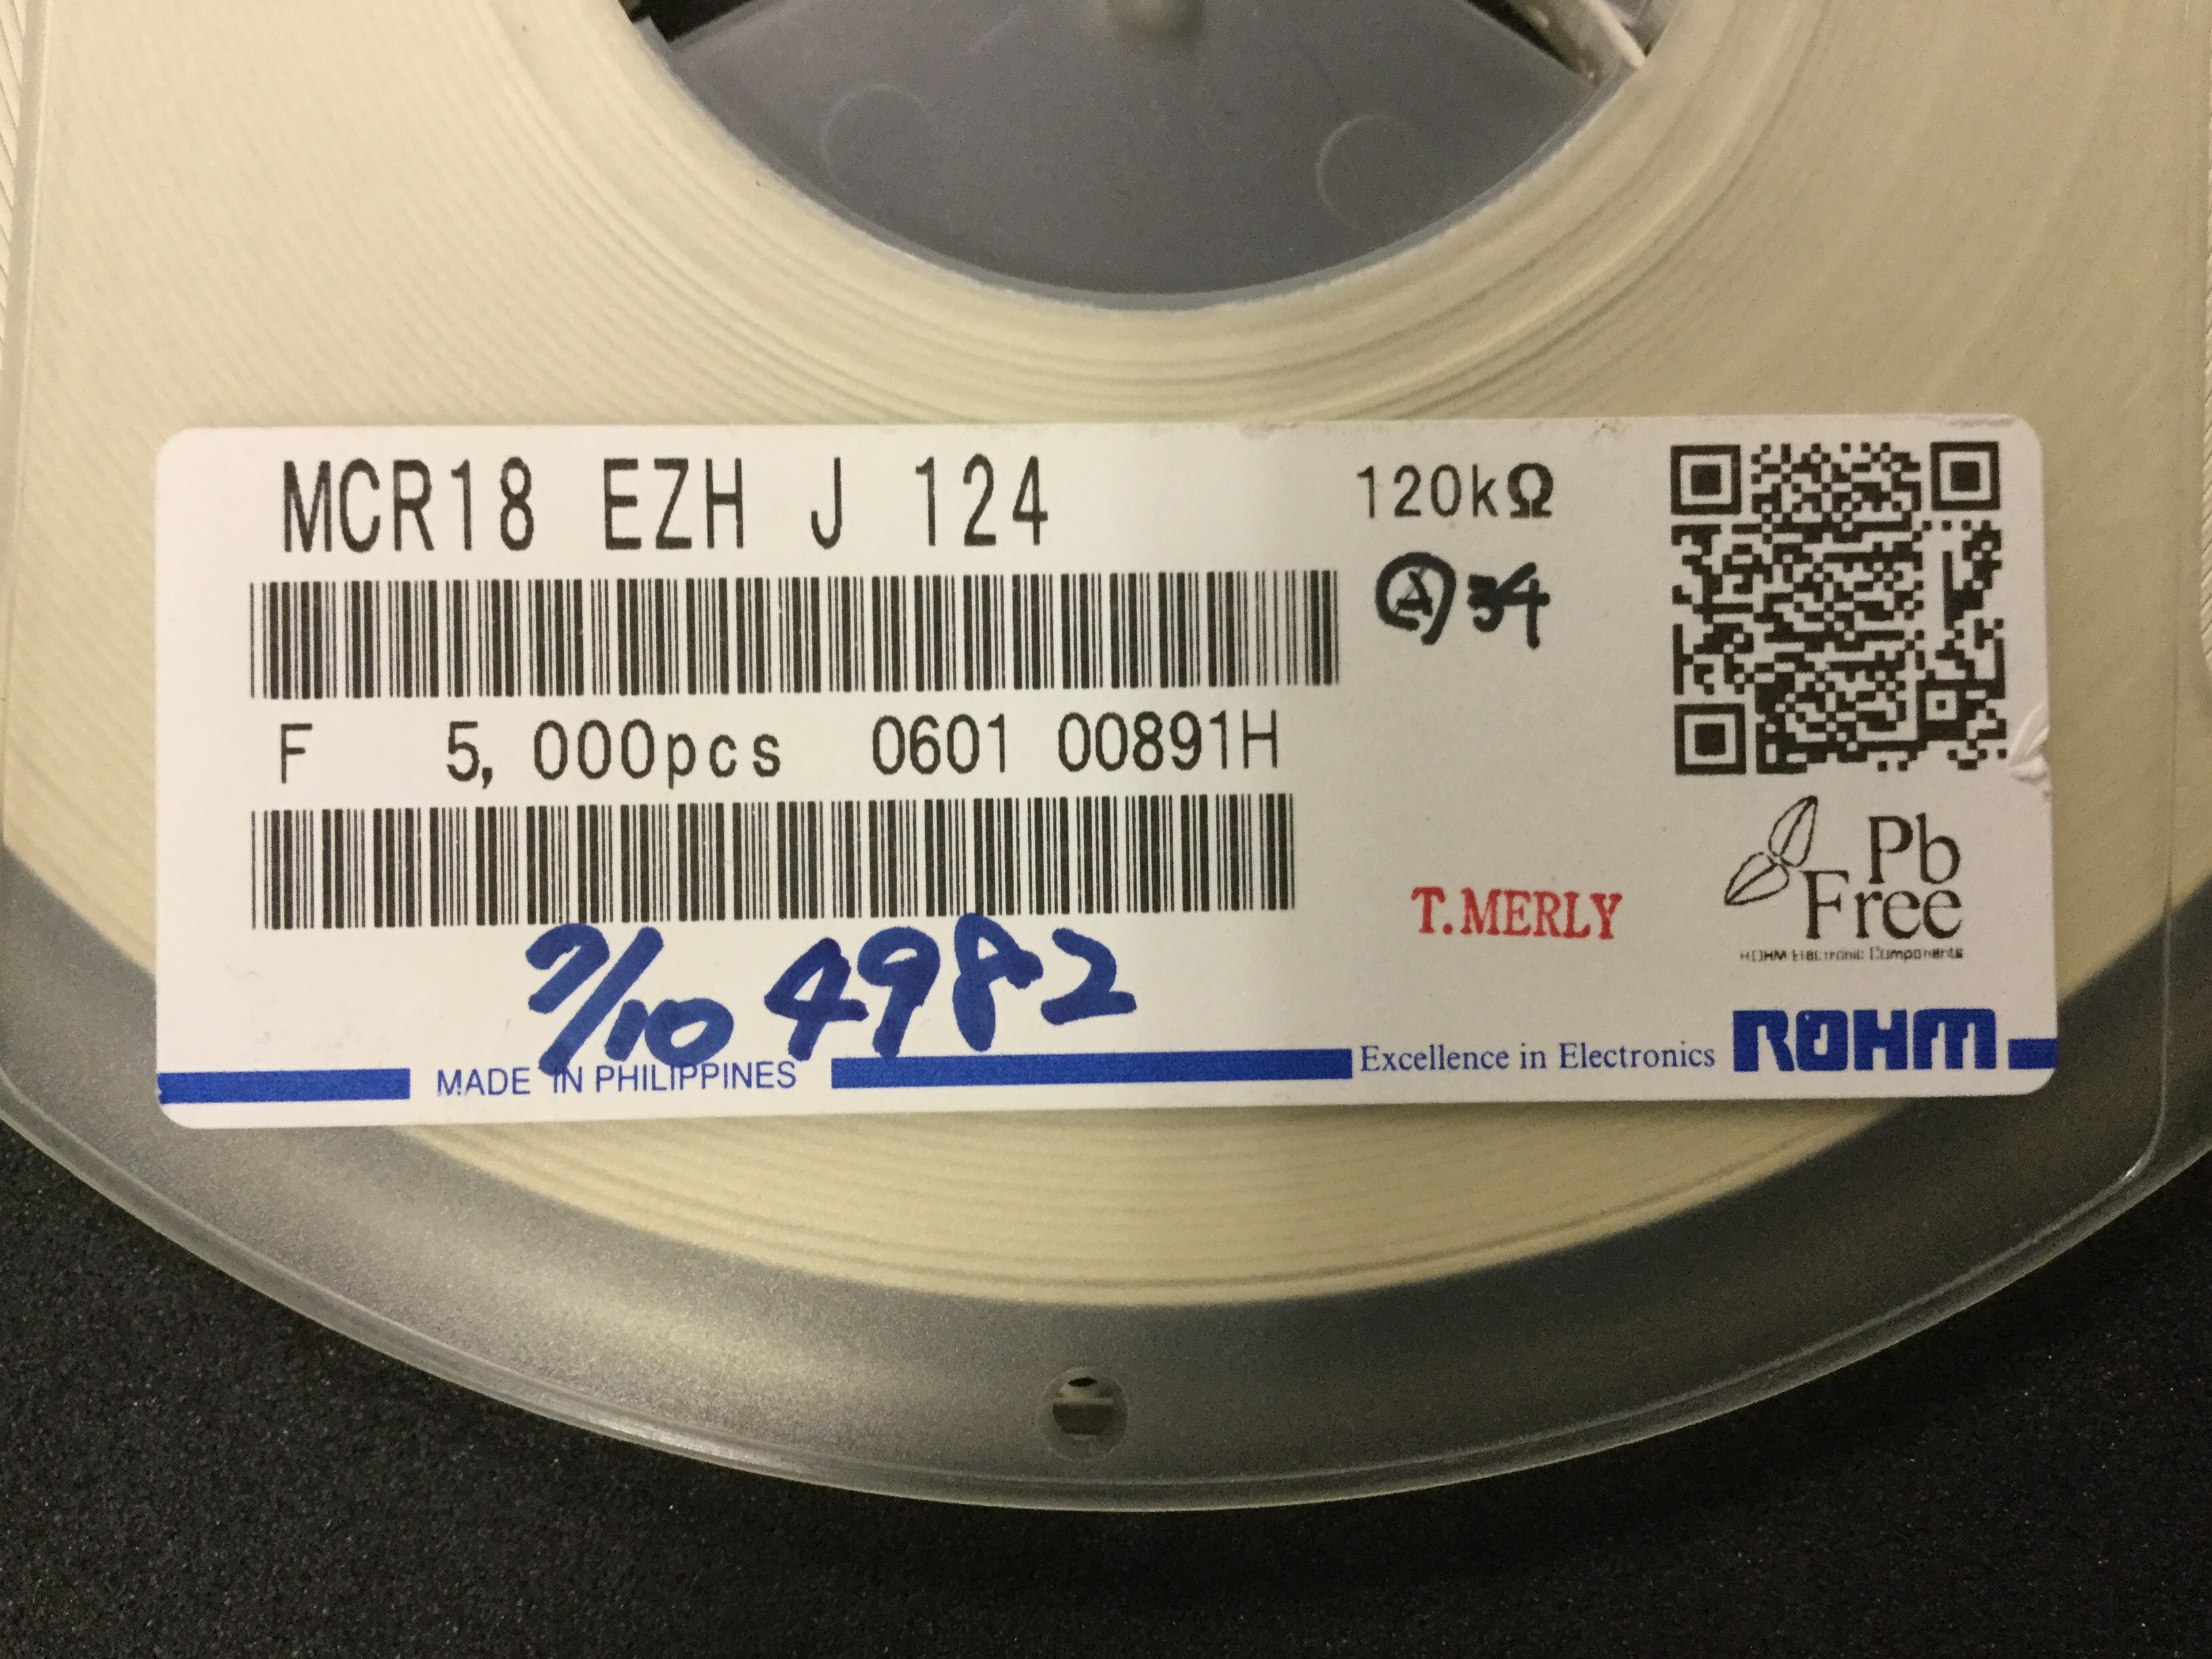 MCR18 EZH J 124
120kΩ
A 34
F 5,000pcs 0601 00891H
T.MERLY
Pb
Free
ROHM Electronic Components
7/10 4982
MADE IN PHILIPPINES
Excellence in Electronics
ROHM